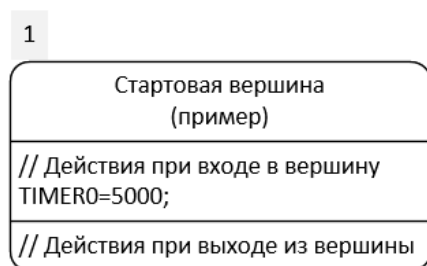 1
Стартовая вершина
(пример)
// Действия при входе в вершину
TIMER0=5000;
// Действия при выходе из вершины